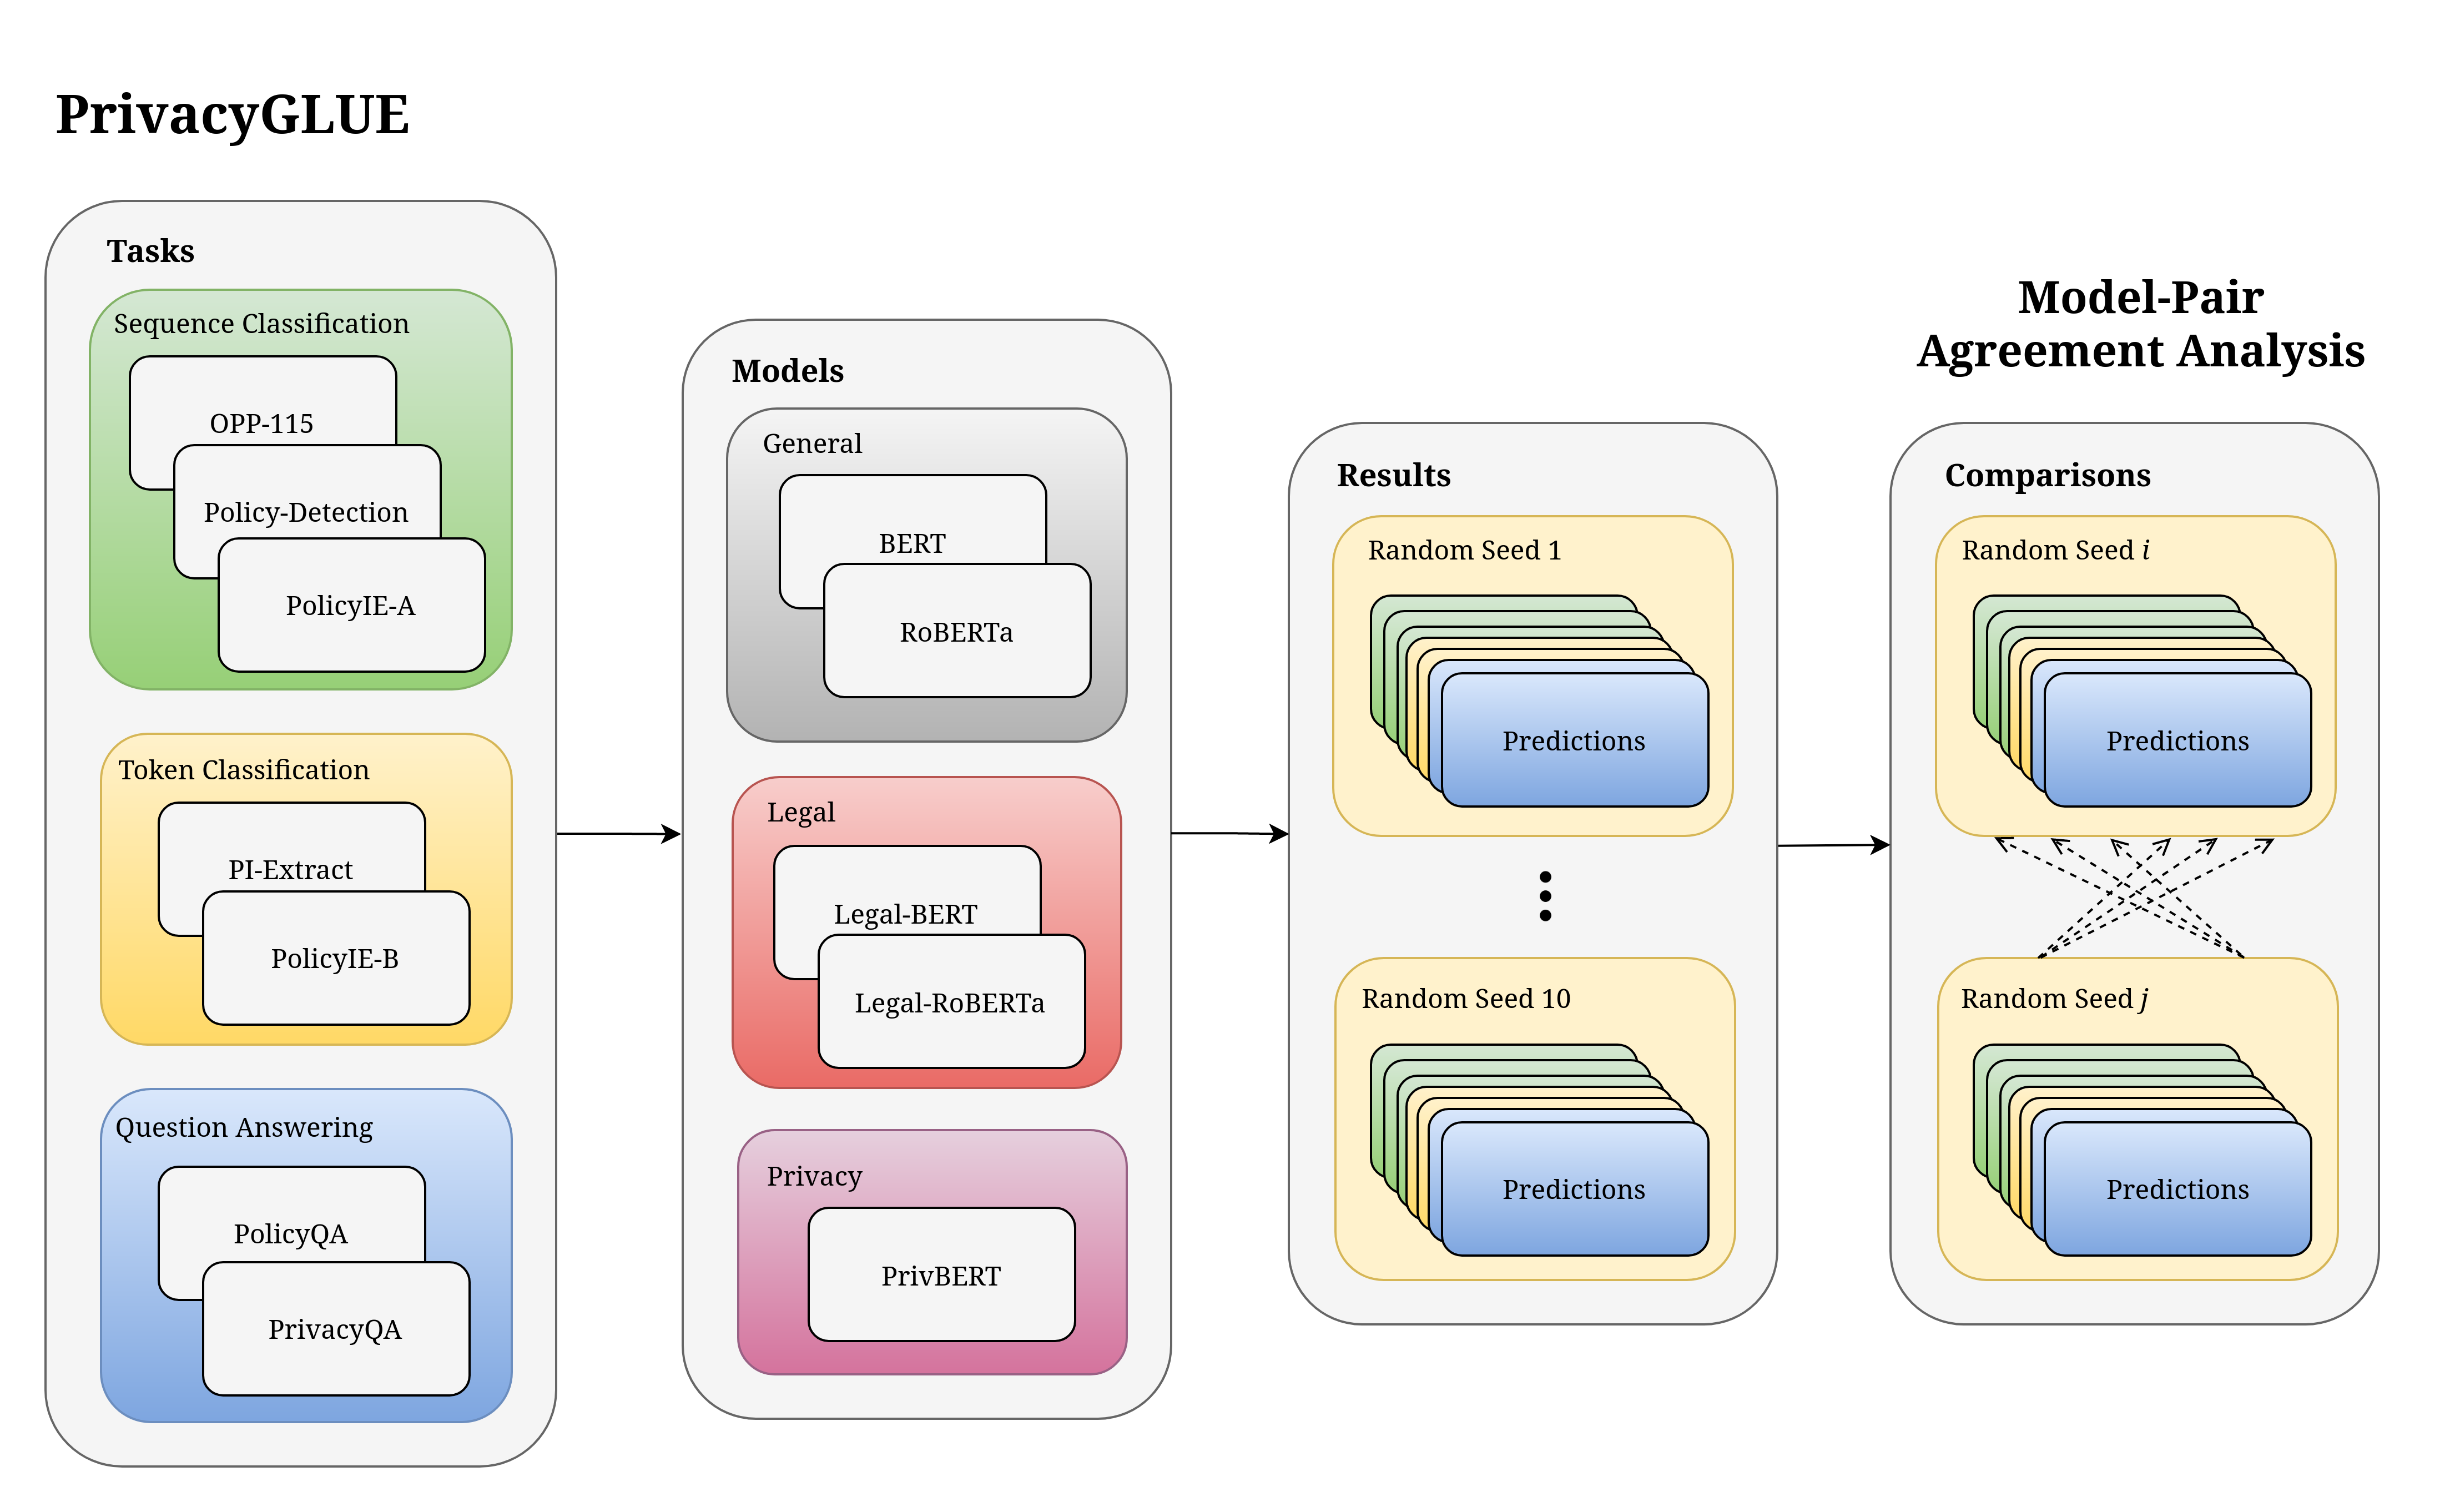 PrivacyGLUE
Tasks
Sequence Classification
OPP-115
Policy-Detection
PolicyIE-A
Token Classification
PI-Extract
PolicyIE-B
Question Answering
PolicyQA
PrivacyQA
Models
General
BERT
RoBERTa
Legal
Legal-BERT
Legal-RoBERTa
Privacy
PrivBERT
Results
Random Seed 1
Predictions
Random Seed 10
Predictions
Model-Pair
Agreement Analysis
Comparisons
Random Seed i
Predictions
Random Seed j
Predictions